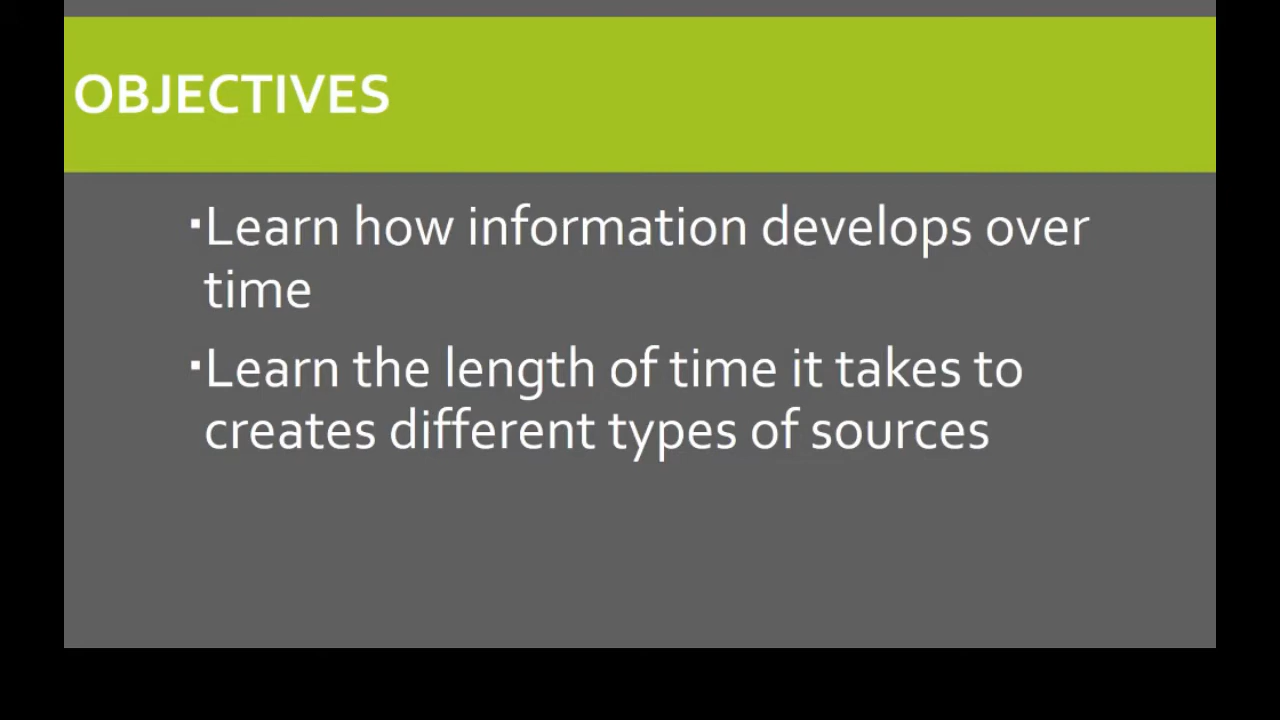 OBJECTIVES
▪Learn how information develops over
time
▪Learn the length of time it takes to
creates different types of sources